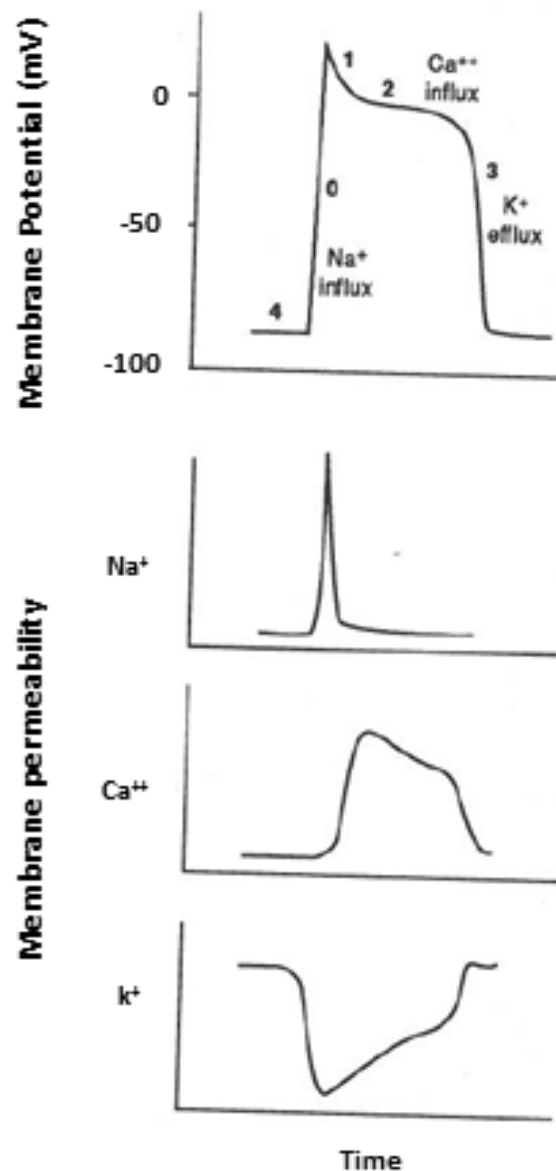 Membrane Potential (mV)
0
-50
-100
1
2
Ca⁺⁺
influx
0
3
K⁺
efflux
Na⁺
influx
4
Membrane permeability
Na⁺
Ca⁺⁺
k⁺
Time